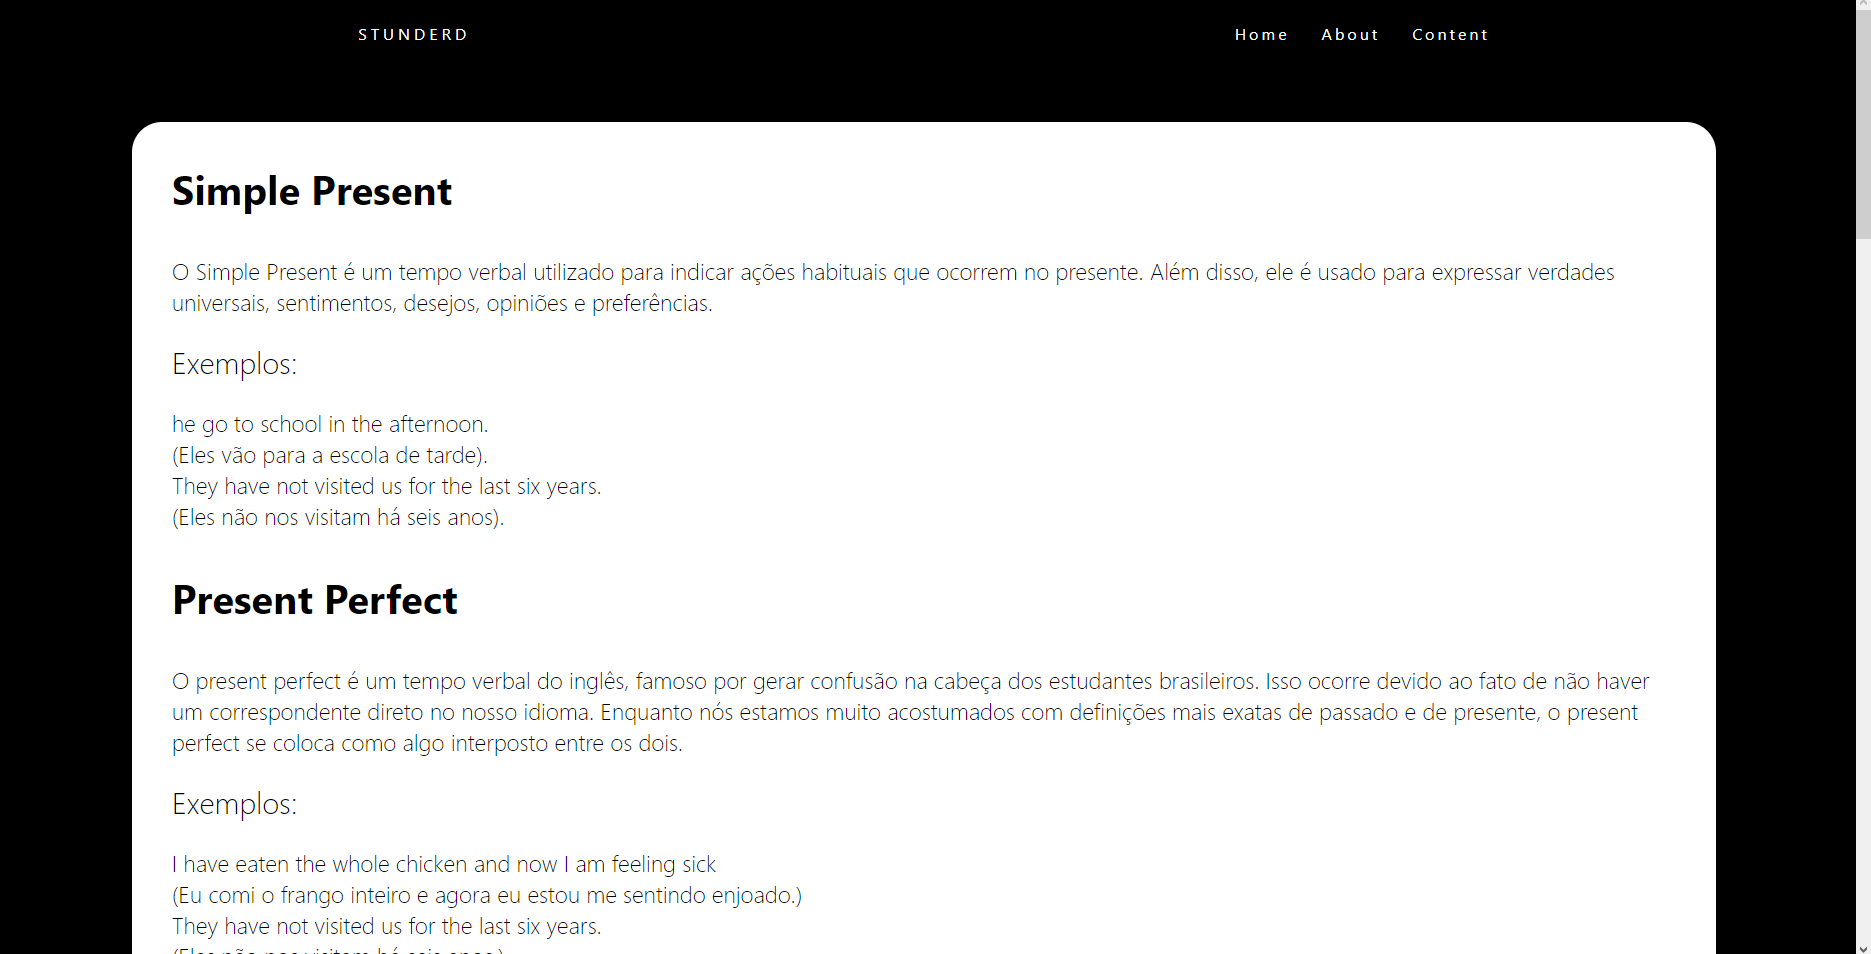 STUNDERD
Home About Content
Simple Present
O Simple Present é um tempo verbal utilizado para indicar ações habituais que ocorrem no presente. Além disso, ele é usado para expressar verdades
universais, sentimentos, desejos, opiniões e preferências.
Exemplos:
he go to school in the afternoon.
(Eles vão para a escola de tarde).
They have not visited us for the last six years.
(Eles não nos visitam há seis anos).
Present Perfect
O present perfect é um tempo verbal do inglês, famoso por gerar confusão na cabeça dos estudantes brasileiros. Isso ocorre devido ao fato de não haver
um correspondente direto no nosso idioma. Enquanto nós estamos muito acostumados com definições mais exatas de passado e de presente, o present
perfect se coloca como algo interposto entre os dois.
Exemplos:
I have eaten the whole chicken and now I am feeling sick
(Eu comi o frango inteiro e agora eu estou me sentindo enjoado.)
They have not visited us for the last six years.
(Eles não nos visitam há seis anos.)